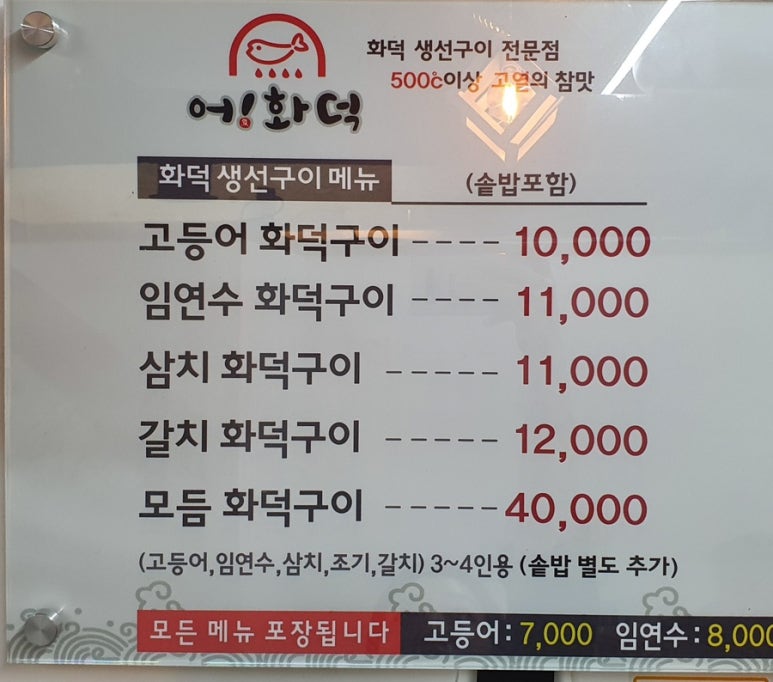 어!화덕
화덕 생선구이 전문점
500℃이상 고열의 참맛
화덕 생선구이 메뉴 (솥밥포함)
고등어 화덕구이 ---- 10,000
임연수 화덕구이 ---- 11,000
삼치 화덕구이 ----- 11,000
갈치 화덕구이 ----- 12,000
모듬 화덕구이 ----- 40,000
(고등어,임연수,삼치,조기,갈치) 3~4인용 (솥밥 별도 추가)
모든 메뉴 포장됩니다 고등어 : 7,000 임연수 : 8,000